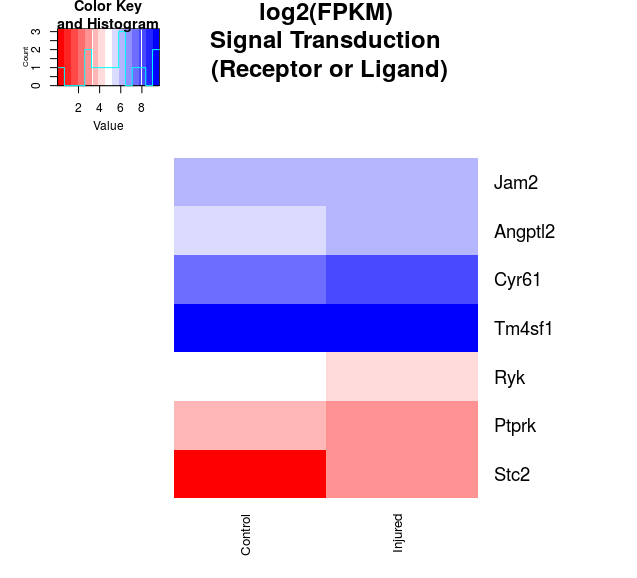 Color Key
and Histogram
Count
0 1 2 3
2 4 6 8
Value
log2(FPKM)
Signal Transduction
(Receptor or Ligand)
Jam2
Angptl2
Cyr61
Tm4sf1
Ryk
Ptprk
Stc2
Control
Injured